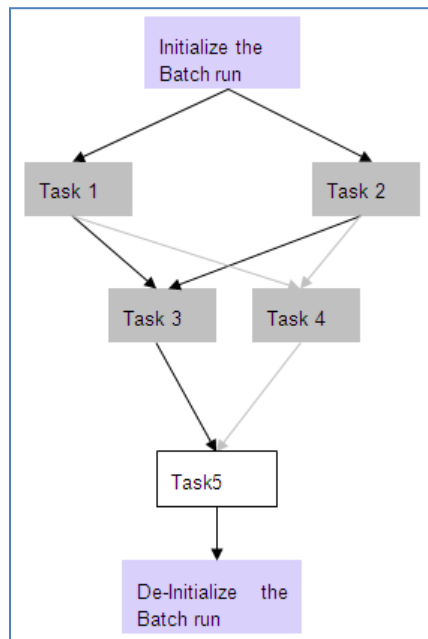 Initialize the
Batch run
Task 1
Task 2
Task 3
Task 4
Task5
De-Initialize the
Batch run